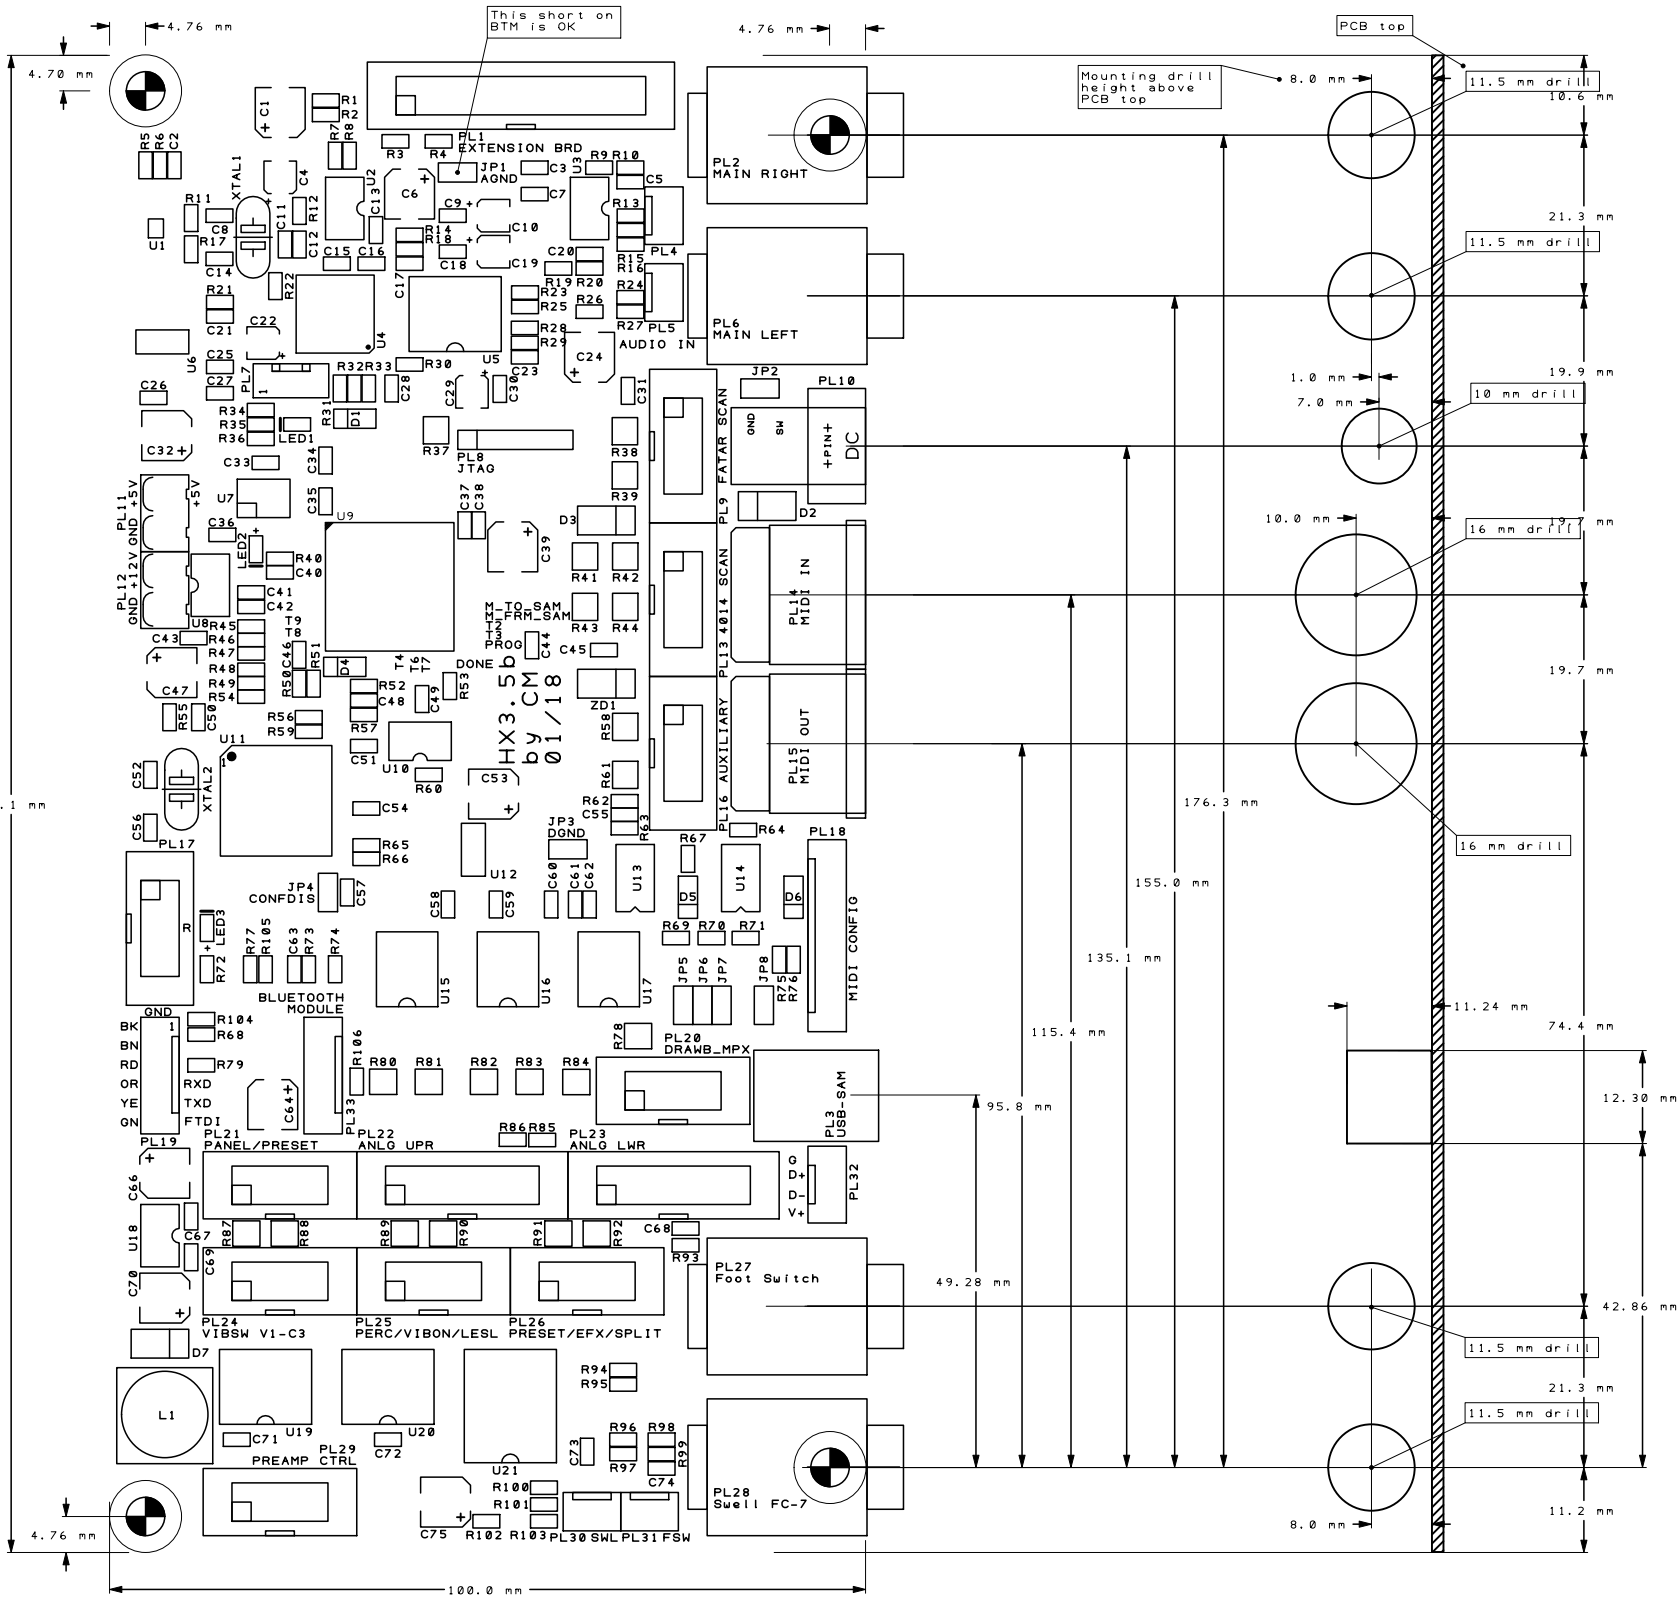 4.76 mm
This short on
BTM is OK
4.76 mm
PCB top
4.70 mm
Mounting drill
height above
PCB top
8.0 mm
11.5 mm drill
10.6 mm
C1
R1
R2
R5
R6
C2
R7
R8
R3
R4
PL1
EXTENSION BRD
PL2
MAIN RIGHT
XTAL1
C4
U2
C13
C6
JP1
AGND
C3
U3
R9
R10
C5
C7
R11
C8
C11
R12
C9
C10
R13
21.3 mm
U1
R17
C12
R14
R18
C18
C19
C20
R15
R16
PL4
11.5 mm drill
C14
C15
C16
C17
R19
R20
R22
R21
C21
R23
R25
R26
R24
R27
PL5
AUDIO IN
PL6
MAIN LEFT
C22
U4
U5
R28
R29
C23
C24
U6
C25
C27
PL7
1
R32
R33
R30
JP2
PL10
19.9 mm
1.0 mm
7.0 mm
10 mm drill
C26
R31
D1
C28
C29
C30
C31
R34
R35
R36
LED1
R37
PL8
JTAG
R38
GND
SW
+PIN+
DC
PL9 FATAR SCAN
C32
C33
C34
R39
PL11
GND +5V
+5V
U7
C35
U9
C37
C38
D3
D2
10.0 mm
16 mm drill
19.7 mm
C36
LED2
C39
PL12
GND +12V
R40
C40
R41
R42
PL14
MIDI IN
U8
C41
C42
T9
T8
M_TO_SAM
M_FRM_SAM
T2
T3
PROG
R43
R44
PL13 4014 SCAN
C43
R45
R46
R47
C46
R51
D4
T4
T6
T7
DONE
C44
C45
C47
R48
R49
R54
R50
R52
C48
C49
R53
HX3.5b
by CM
01/18
ZD1
19.7 mm
R55
C50
R56
R59
R57
R58
U11
1
C51
U10
R60
C53
R61
PL15
MIDI OUT
PL16 AUXILIARY
C52
XTAL2
C54
R62
C55
R63
176.3 mm
C56
PL17
R65
R66
U12
JP3
DGND
R67
R64
PL18
16 mm drill
JP4
CONFDIS
C57
C58
C59
C60
C61
C62
U13
D5
U14
D6
155.0 mm
R
LED3
R72
R77
R105
C63
R73
R74
R69
R70
R71
MIDI CONFIG
135.1 mm
BLUETOOTH
MODULE
U15
U16
U17
JP5
JP6
JP7
JP8
R75
R76
11.24 mm
GND
BK
BN
RD
OR
YE
GN
1
R104
R68
R79
RXD
TXD
FTDI
R106
R78
PL20
DRAWB_MPX
115.4 mm
74.4 mm
C64
PL33
R80
R81
R82
R83
R84
PL3
USB-SAM
95.8 mm
12.30 mm
PL19
PL21
PANEL/PRESET
PL22
ANLG UPR
R86
R85
PL23
ANLG LWR
C66
G
D+
D-
V+
PL32
U18
C67
R87
R88
R89
R90
R91
R92
C68
R93
C69
C70
PL27
Foot Switch
49.28 mm
42.86 mm
PL24
VIBSW V1-C3
PL25
PERC/VIBON/LESL
PL26
PRESET/EFX/SPLIT
D7
11.5 mm drill
L1
U19
U20
R94
R95
21.3 mm
C71
C72
PL29
PREAMP CTRL
U21
C73
R96
R97
R98
R99
C74
11.5 mm drill
R100
R101
R102
R103
C75
PL30 SWL
PL31 FSW
PL28
Swell FC-7
4.76 mm
8.0 mm
11.2 mm
100.0 mm
.1 mm